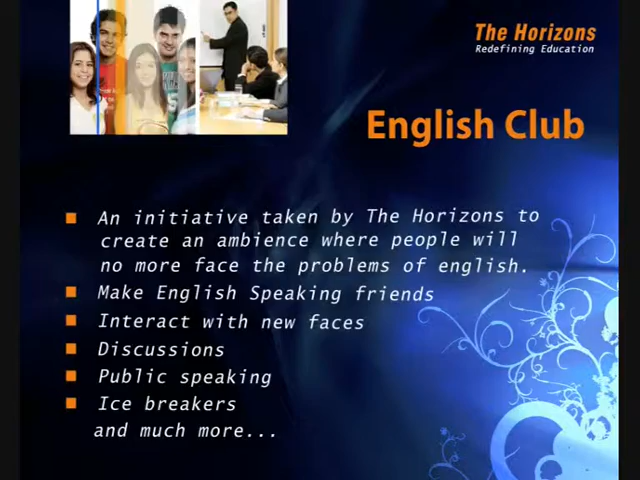 The Horizons
Redefining Education
English Club
An initiative taken by The Horizons to
create an ambience where people will
no more face the problems of english.
Make English Speaking friends
Interact with new faces
Discussions
Public speaking
Ice breakers
and much more...